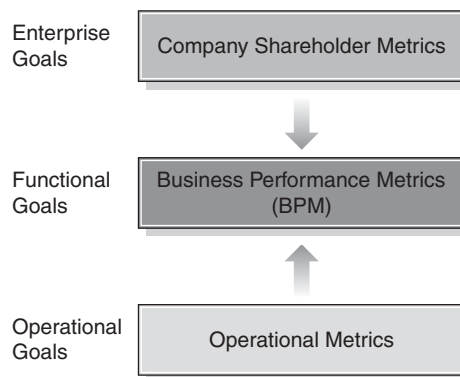 Enterprise
Goals
Company Shareholder Metrics
Functional
Goals
Business Performance Metrics
(BPM)
Operational
Goals
Operational Metrics